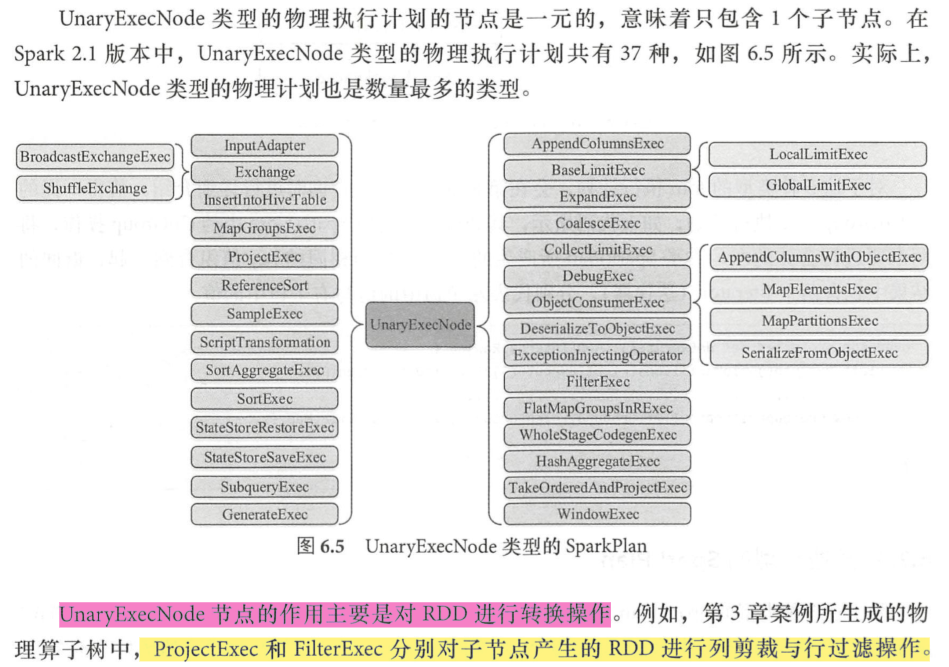 UnaryExecNode 类型的物理执行计划的节点是一元的，意味着只包含 1 个子节点。在
Spark 2.1 版本中，UnaryExecNode 类型的物理执行计划共有 37 种，如图 6.5 所示。实际上，
UnaryExecNode 类型的物理计划也是数量最多的类型。
BroadcastExchangeExec
ShuffleExchange
InputAdapter
Exchange
InsertIntoHiveTable
MapGroupsExec
ProjectExec
ReferenceSort
SampleExec
ScriptTransformation
SortAggregateExec
SortExec
StateStoreRestoreExec
StateStoreSaveExec
SubqueryExec
GenerateExec
UnaryExecNode
AppendColumnsExec
BaseLimitExec
ExpandExec
CoalesceExec
CollectLimitExec
DebugExec
ObjectConsumerExec
DeserializeToObjectExec
ExceptionInjectingOperator
FilterExec
FlatMapGroupsInRExec
WholeStageCodegenExec
HashAggregateExec
TakeOrderedAndProjectExec
WindowExec
LocalLimitExec
GlobalLimitExec
AppendColumnsWithObjectExec
MapElementsExec
MapPartitionsExec
SerializeFromObjectExec
图 6.5 UnaryExecNode 类型的 SparkPlan
UnaryExecNode 节点的作用主要是对 RDD 进行转换操作。例如，第 3 章案例所生成的物
理算子树中，ProjectExec 和 FilterExec 分别对子节点产生的 RDD 进行列剪裁与行过滤操作。